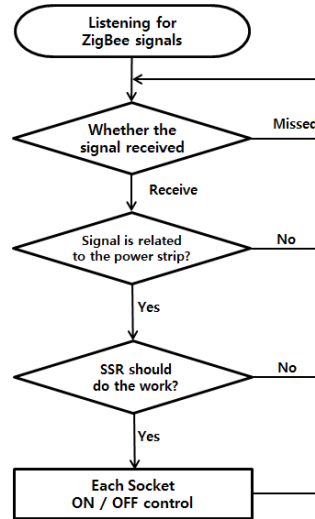 Listening for
ZigBee signals
Whether the
signal received
Missed
Receive
Signal is related
to the power strip?
No
Yes
SSR should
do the work?
No
Yes
Each Socket
ON / OFF control